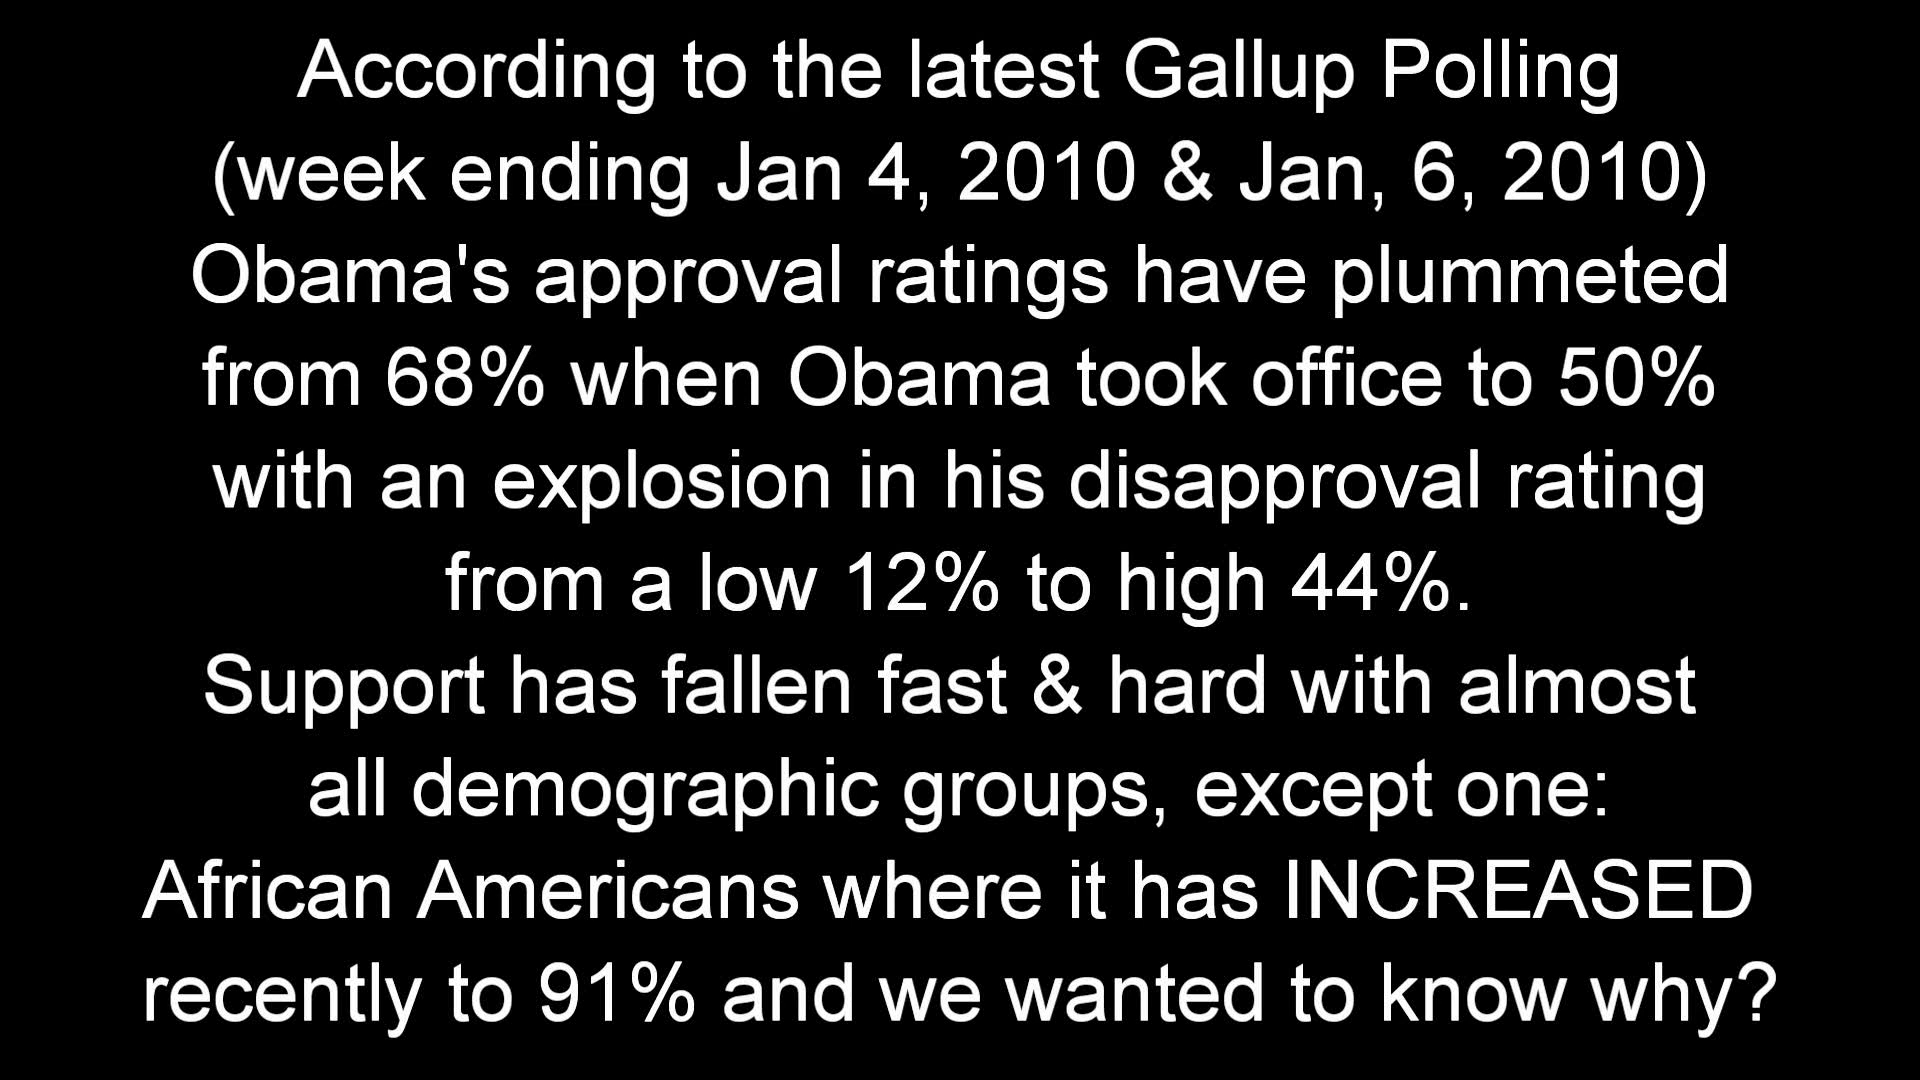 According to the latest Gallup Polling
(week ending Jan 4, 2010 & Jan, 6, 2010)
Obama's approval ratings have plummeted
from 68% when Obama took office to 50%
with an explosion in his disapproval rating
from a low 12% to high 44%.
Support has fallen fast & hard with almost
all demographic groups, except one:
African Americans where it has INCREASED
recently to 91% and we wanted to know why?